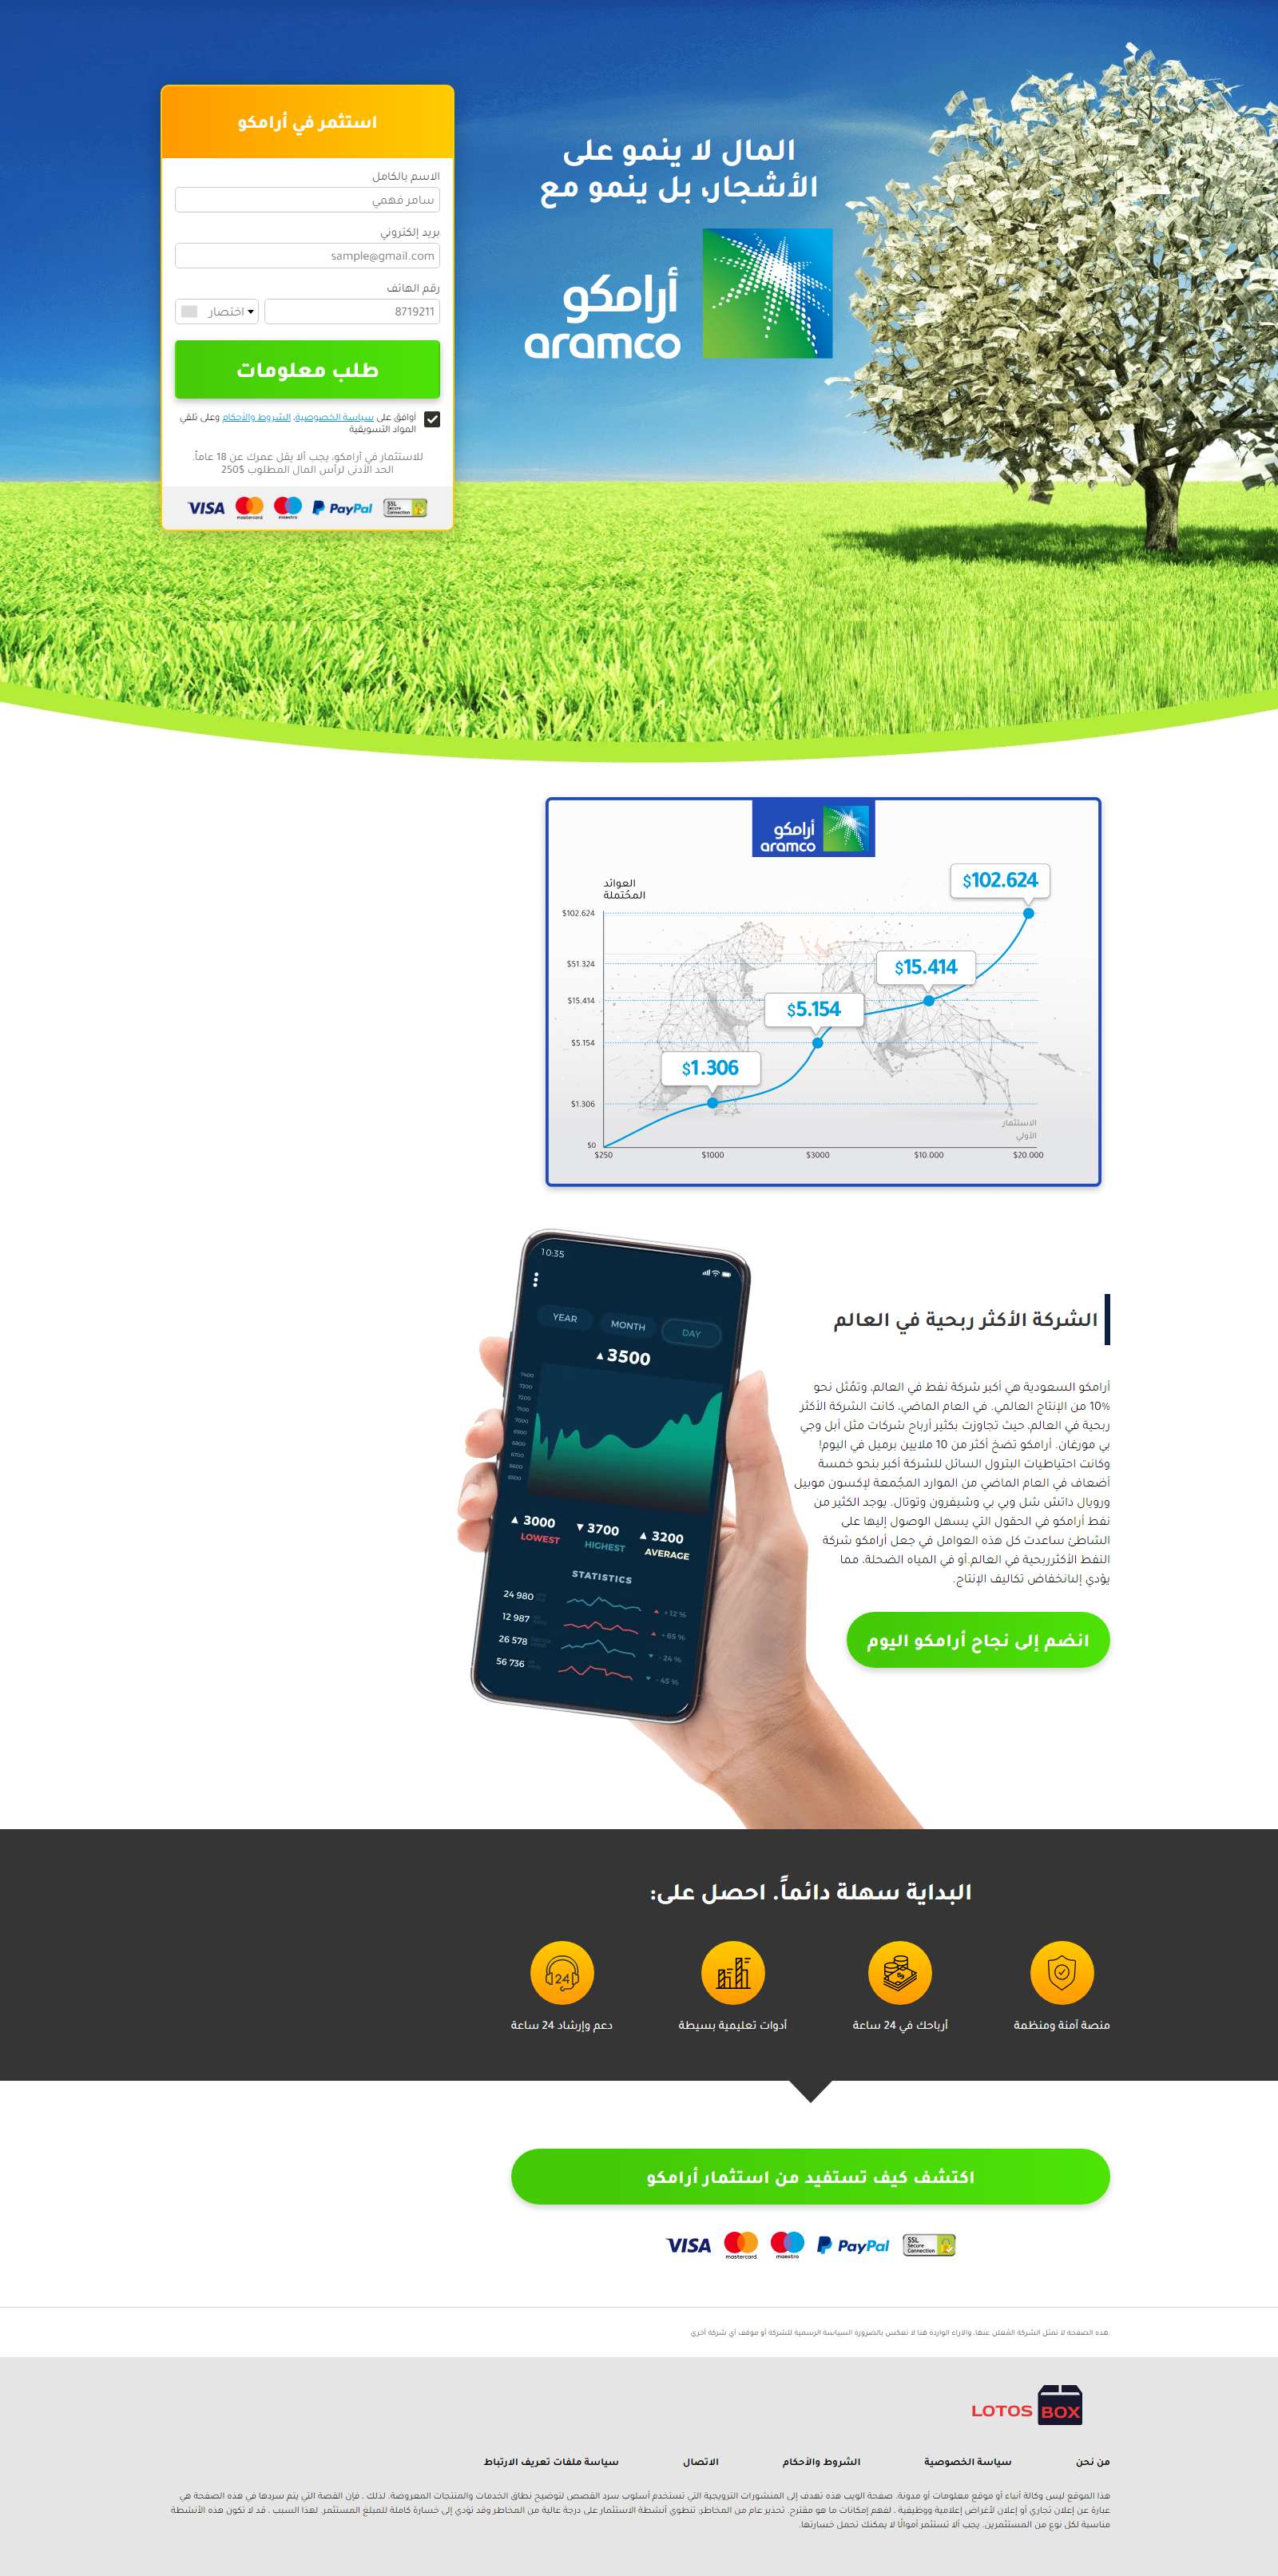 المال لا ينمو على
الأشجار، بل ينمو مع
أرامكو
aramco
استثمر في أرامكو
الاسم بالكامل
سامر فهمي
بريد إلكتروني
sample@gmail.com
رقم الهاتف
8719211
اختصار
طلب معلومات
أوافق على سياسة الخصوصية، الشروط والأحكام وعلى تلقي
المواد التسويقية
للاستثمار في أرامكو، يجب ألا يقل عمرك عن 18 عاماً.
الحد الأدنى لرأس المال المطلوب 250$
VISA mastercard maestro PayPal SSL Secure Connection
أرامكو
aramco
العوائد
المحتملة
$102.624
$102.624
$51.324
$15.414
$15,414
$5.154
$5.154
$1.306
$1.306
الاستثمار
الأولي
$0
$250 $1000 $3000 $10.000 $20.000
10:35
YEAR MONTH DAY
3500
7400
7300
7200
7100
7000
6900
6800
6700
6600
6500
3000 3700 3200
LOWEST HIGHEST AVERAGE
STATISTICS
24 980 + 12 %
12 987 + 65 %
26 578 - 24 %
56 736 - 45 %
الشركة الأكثر ربحية في العالم
أرامكو السعودية هي أكبر شركة نفط في العالم، وتمُثل نحو
10% من الإنتاج العالمي. في العام الماضي، كانت الشركة الأكثر
ربحية في العالم، حيث تجاوزت بكثير أرباح شركات مثل أبل وجي
بي مورغان. أرامكو تضخ أكثر من 10 ملايين برميل في اليوم!
وكانت احتياطيات البترول السائل للشركة أكبر بنحو خمسة
أضعاف في العام الماضي من الموارد المجُمعة لإكسون موبيل
ورويال داتش شل وبي بي وشيفرون وتوتال. يوجد الكثير من
نفط أرامكو في الحقول التي يسهل الوصول إليها على
الشاطئ ساعدت كل هذه العوامل في جعل أرامكو شركة
النفط الأكثرربحية في العالم.أو في المياه الضحلة، مما
يؤدي إلىانخفاض تكاليف الإنتاج.
انضم إلى نجاح أرامكو اليوم
البداية سهلة دائماً. احصل على:
24
منصة آمنة ومنظمة
أرباحك في 24 ساعة
أدوات تعليمية بسيطة
دعم وإرشاد 24 ساعة
اكتشف كيف تستفيد من استثمار أرامكو
VISA mastercard maestro PayPal SSL Secure Connection
هذه الصفحة لا تمثل الشركة المُعلن عنها، والآراء الواردة هنا لا تعكس بالضرورة السياسة الرسمية للشركة أو موقف أي شركة أخرى.
LOTOS BOX
من نحن
سياسة الخصوصية
الشروط والأحكام
الاتصال
سياسة ملفات تعريف الارتباط
هذا الموقع ليس وكالة أنباء أو موقع معلومات أو مدونة. صفحة الويب هذه تهدف إلى المنشورات الترويجية التي تستخدم أسلوب سرد القصص لتوضيح نطاق الخدمات والمنتجات المعروضة. لذلك ، فإن القصة التي يتم سردها في هذه الصفحة هي
عبارة عن إعلان تجاري أو إعلان لأغراض إعلامية ووظيفية ، لفهم إمكانات ما هو مقترح. تحذير عام من المخاطر: تنطوي أنشطة الاستثمار على درجة عالية من المخاطر وقد تؤدي إلى خسارة كاملة للمبلغ المستثمر. لهذا السبب ، قد لا تكون هذه الأنشطة
مناسبة لكل نوع من المستثمرين. يجب ألا تستثمر أموالًا لا يمكنك تحمل خسارتها.